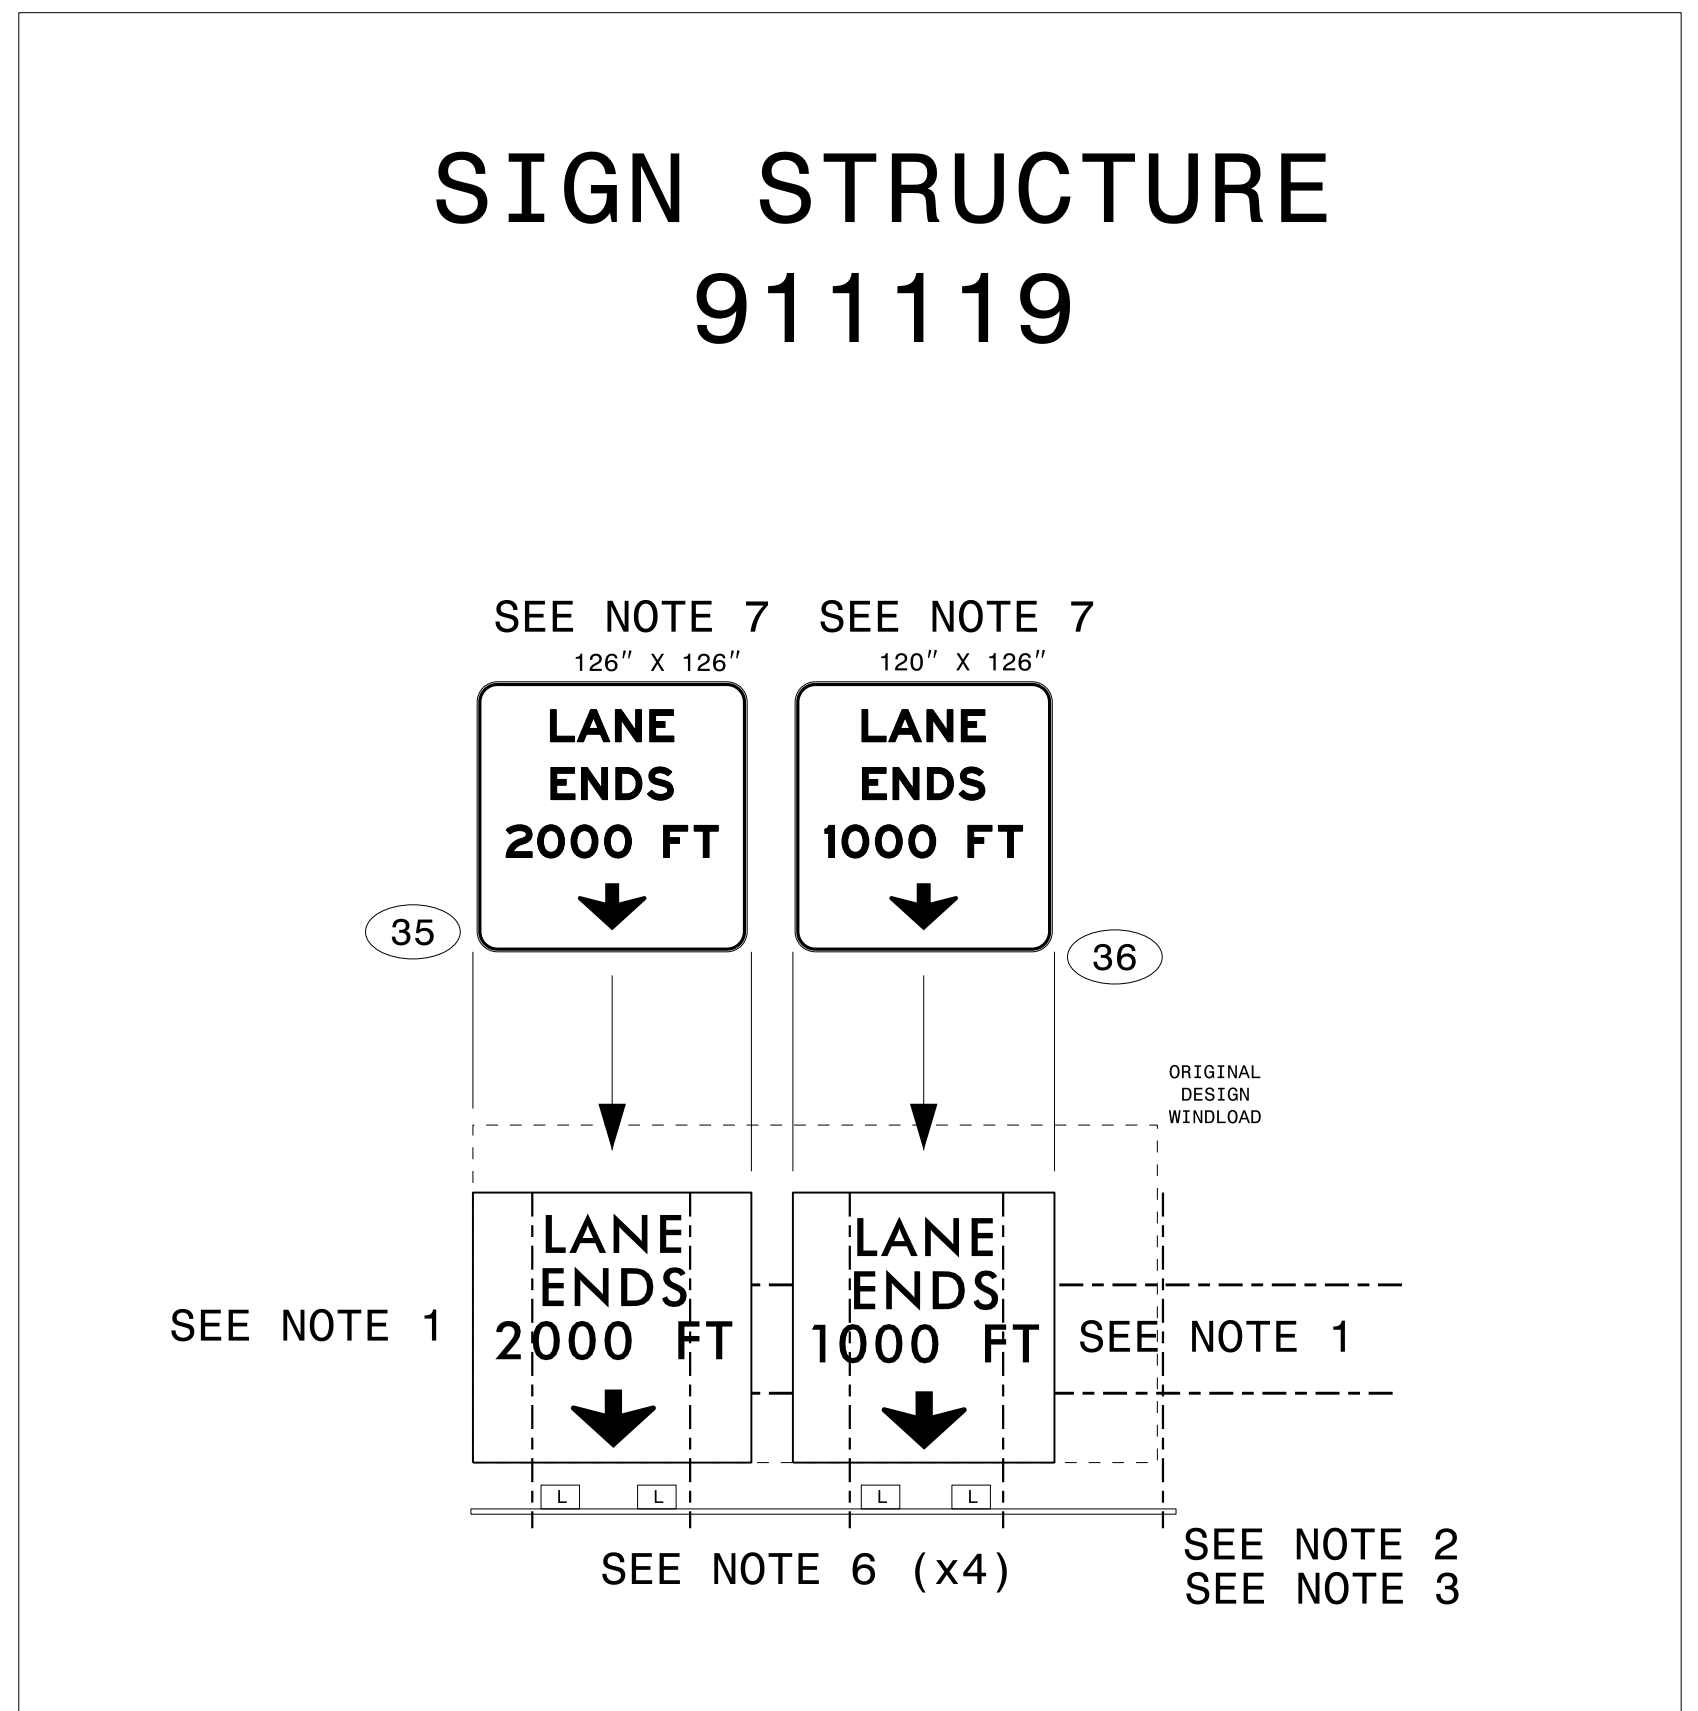 SIGN STRUCTURE
911119
SEE NOTE 7
SEE NOTE 7
126" X 126"
120" X 126"
LANE
ENDS
2000 FT
LANE
ENDS
1000 FT
35
36
ORIGINAL
DESIGN
WINDLOAD
LANE
ENDS
2000 FT
LANE
ENDS
1000 FT
SEE NOTE 1
SEE NOTE 1
L
L
L
L
SEE NOTE 6 (x4)
SEE NOTE 2
SEE NOTE 3